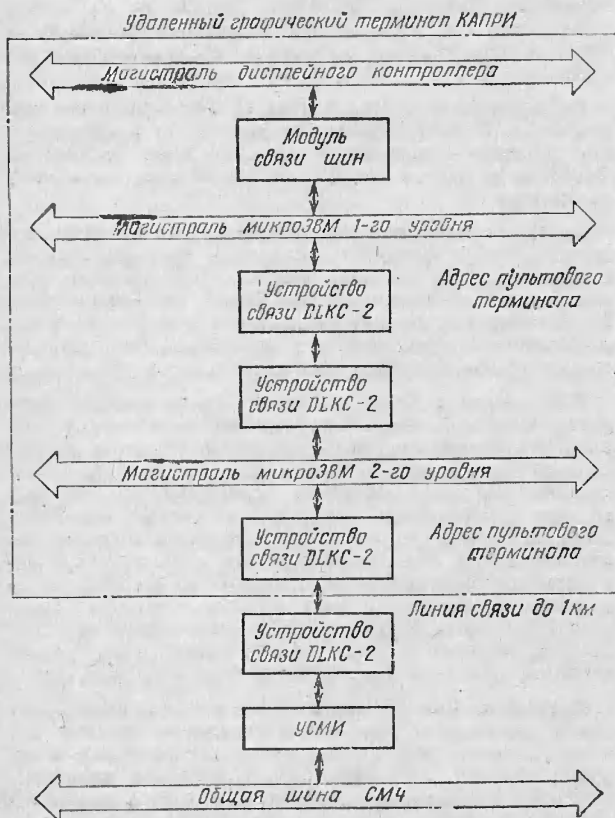 Удаленный графический терминал КАПРИ
Магистраль дисплейного контроллера
Модуль
связи шин
Магистраль микроЭВМ 1-го уровня
Устройство
связи DLKC-2
Адрес пультового
терминала
Устройство
связи DLKC-2
Магистраль микроЭВМ 2-го уровня
Устройство
связи DLKC-2
Адрес пультового
терминала
Линия связи до 1км
Устройство
связи DLKC-2
УСМИ
Общая шина СМ4